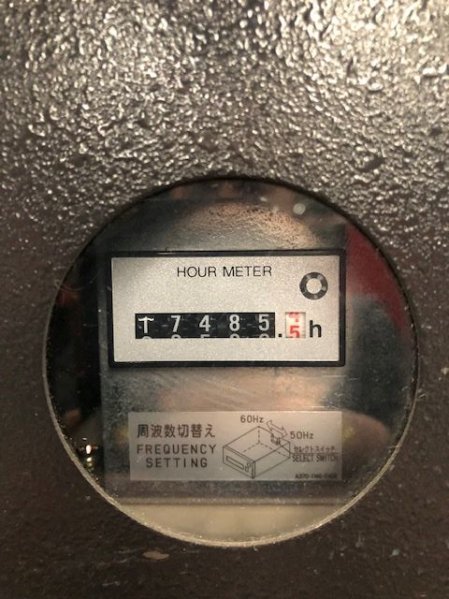 HOUR METER
17485.5h
周波数切替え
FREQUENCY
SETTING
60Hz
50Hz
セレクトスイッチ
SELECT SWITCH